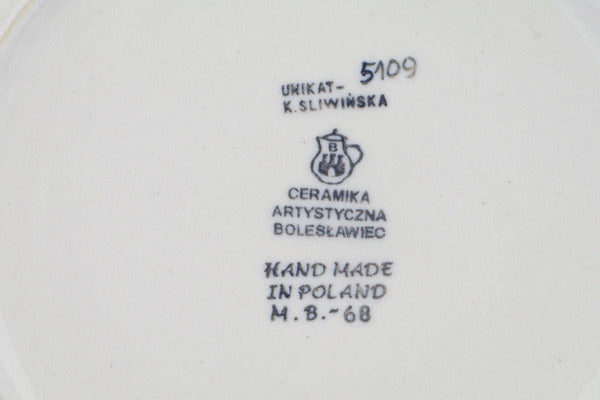 UNIKAT- 5109
K.SLIWIŃSKA
B
CERAMIKA
ARTYSTYCZNA
BOLESŁAWIEC
HAND MADE
IN POLAND
M.B.-68